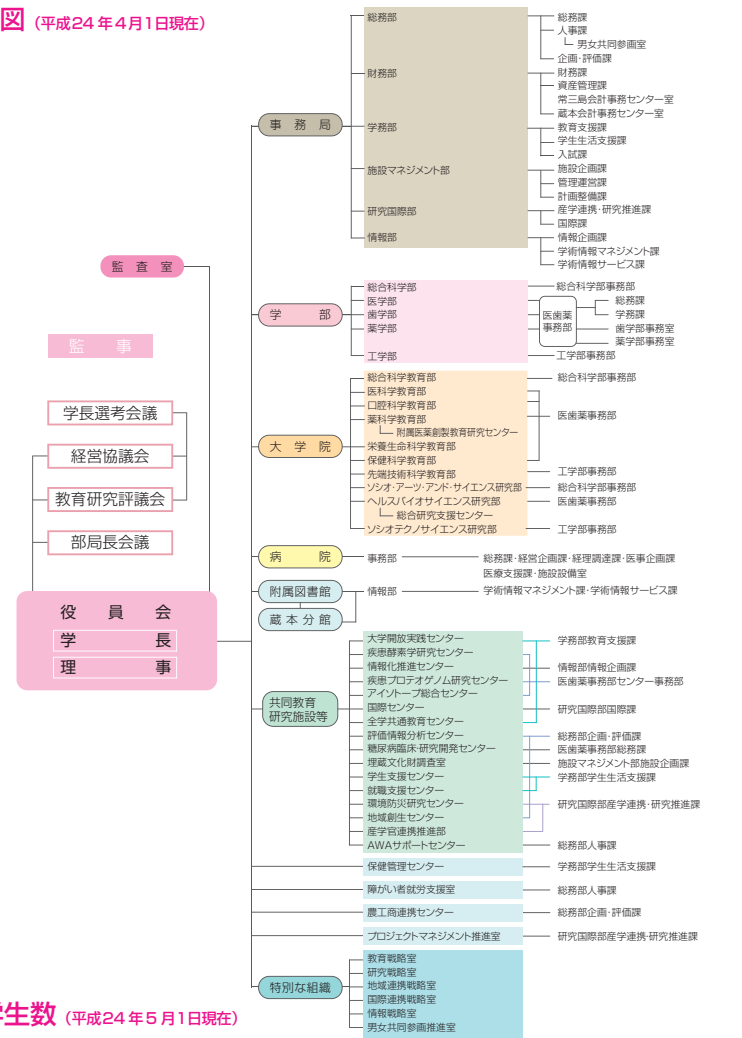 図（平成24年4月1日現在）
監査室
監事
学長選考会議
経営協議会
教育研究評議会
部局長会議
役員会
学長
理事
事務局
総務部
総務課
人事課
男女共同参画室
企画・評価課
財務部
財務課
資産管理課
常三島会計事務センター室
蔵本会計事務センター室
学務部
教育支援課
学生生活支援課
入試課
施設マネジメント部
施設企画課
管理運営課
計画整備課
研究国際部
産学連携・研究推進課
国際課
情報部
情報企画課
学術情報マネジメント課
学術情報サービス課
学部
総合科学部
総合科学部事務部
医学部
歯学部
薬学部
医歯薬
事務部
総務課
学務課
歯学部事務室
薬学部事務室
工学部
工学部事務部
大学院
総合科学教育部
総合科学部事務部
医科学教育部
口腔科学教育部
薬科学教育部
附属医薬創製教育研究センター
栄養生命科学教育部
保健科学教育部
医歯薬事務部
先端技術科学教育部
工学部事務部
ソシオ・アーツ・アンド・サイエンス研究部
総合科学部事務部
ヘルスバイオサイエンス研究部
医歯薬事務部
総合研究支援センター
ソシオテクノサイエンス研究部
工学部事務部
病院
事務部
総務課・経営企画課・経理調達課・医事企画課
医療支援課・施設設備室
附属図書館
蔵本分館
情報部
学術情報マネジメント課・学術情報サービス課
共同教育
研究施設等
大学開放実践センター
学務部教育支援課
疾患酵素学研究センター
情報化推進センター
情報部情報企画課
疾患プロテオゲノム研究センター
医歯薬事務部センター事務部
アイソトープ総合センター
国際センター
研究国際部国際課
全学共通教育センター
評価情報分析センター
総務部企画・評価課
糖尿病臨床・研究開発センター
医歯薬事務部総務課
埋蔵文化財調査室
施設マネジメント部施設企画課
学生支援センター
学務部学生生活支援課
就職支援センター
環境防災研究センター
研究国際部産学連携・研究推進課
地域創生センター
産学官連携推進部
AWAサポートセンター
総務部人事課
保健管理センター
学務部学生生活支援課
障がい者就労支援室
総務部人事課
農工商連携センター
総務部企画・評価課
プロジェクトマネジメント推進室
研究国際部産学連携・研究推進課
特別な組織
教育戦略室
研究戦略室
地域連携戦略室
国際連携戦略室
情報戦略室
男女共同参画推進室
学生数（平成24年5月1日現在）